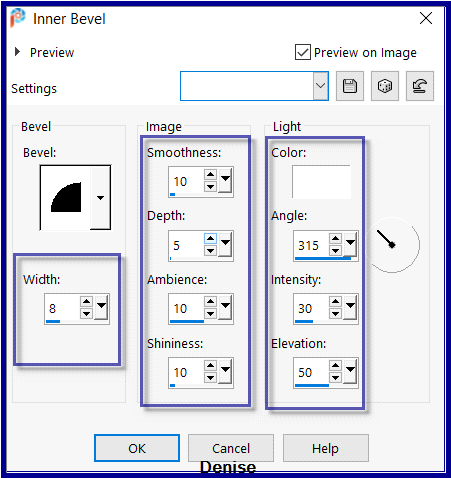 Inner Bevel
Preview
Preview on Image
Settings
Bevel
Bevel:
Width:
8
Image
Smoothness:
10
Depth:
5
Ambience:
10
Shininess:
10
Light
Color:
Angle:
315
Intensity:
30
Elevation:
50
OK
Cancel
Help
Denise